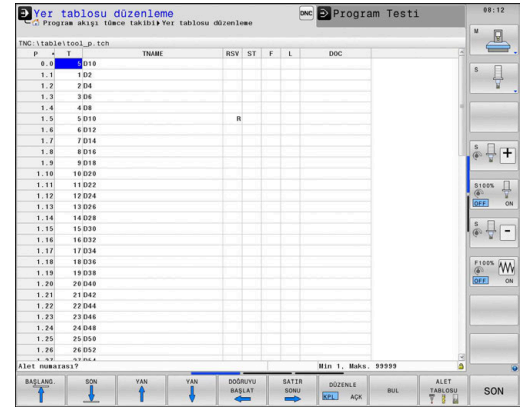 Yer tablosu düzenleme
Program akışı tümce takibi▸Yer tablosu düzenleme
DNC
Program Testi
08:12
TNC:\table\tool_p.tch
P T TNAME RSV ST F L DOC
0.0 5 D10
1.1 1 D2
1.2 2 D4
1.3 3 D6
1.4 4 D8
1.5 5 D10 R
1.6 6 D12
1.7 7 D14
1.8 8 D16
1.9 9 D18
1.10 10 D20
1.11 11 D22
1.12 12 D24
1.13 13 D26
1.14 14 D28
1.15 15 D30
1.16 16 D32
1.17 17 D34
1.18 18 D36
1.19 19 D38
1.20 20 D40
1.21 21 D42
1.22 22 D44
1.23 23 D46
1.24 24 D48
1.25 25 D50
1.26 26 D52
Alet numarası?
Min 1, Maks. 99999
M
S
S
S100%
OFF ON
S
F100%
OFF ON
BAŞLANG.
SON
YAN
YAN
DOĞRUYU
BAŞLAT
SATIR
SONU
DÜZENLE
KPL AÇK
BUL
ALET
TABLOSU
SON